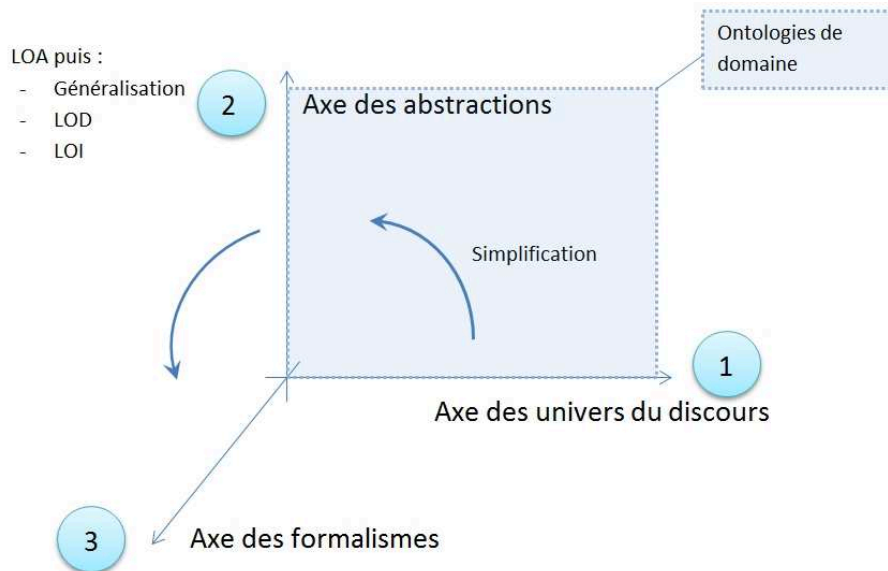 Ontologies de
domaine
LOA puis :
- Généralisation
- LOD
- LOI
2
Axe des abstractions
Simplification
1
Axe des univers du discours
3
Axe des formalismes